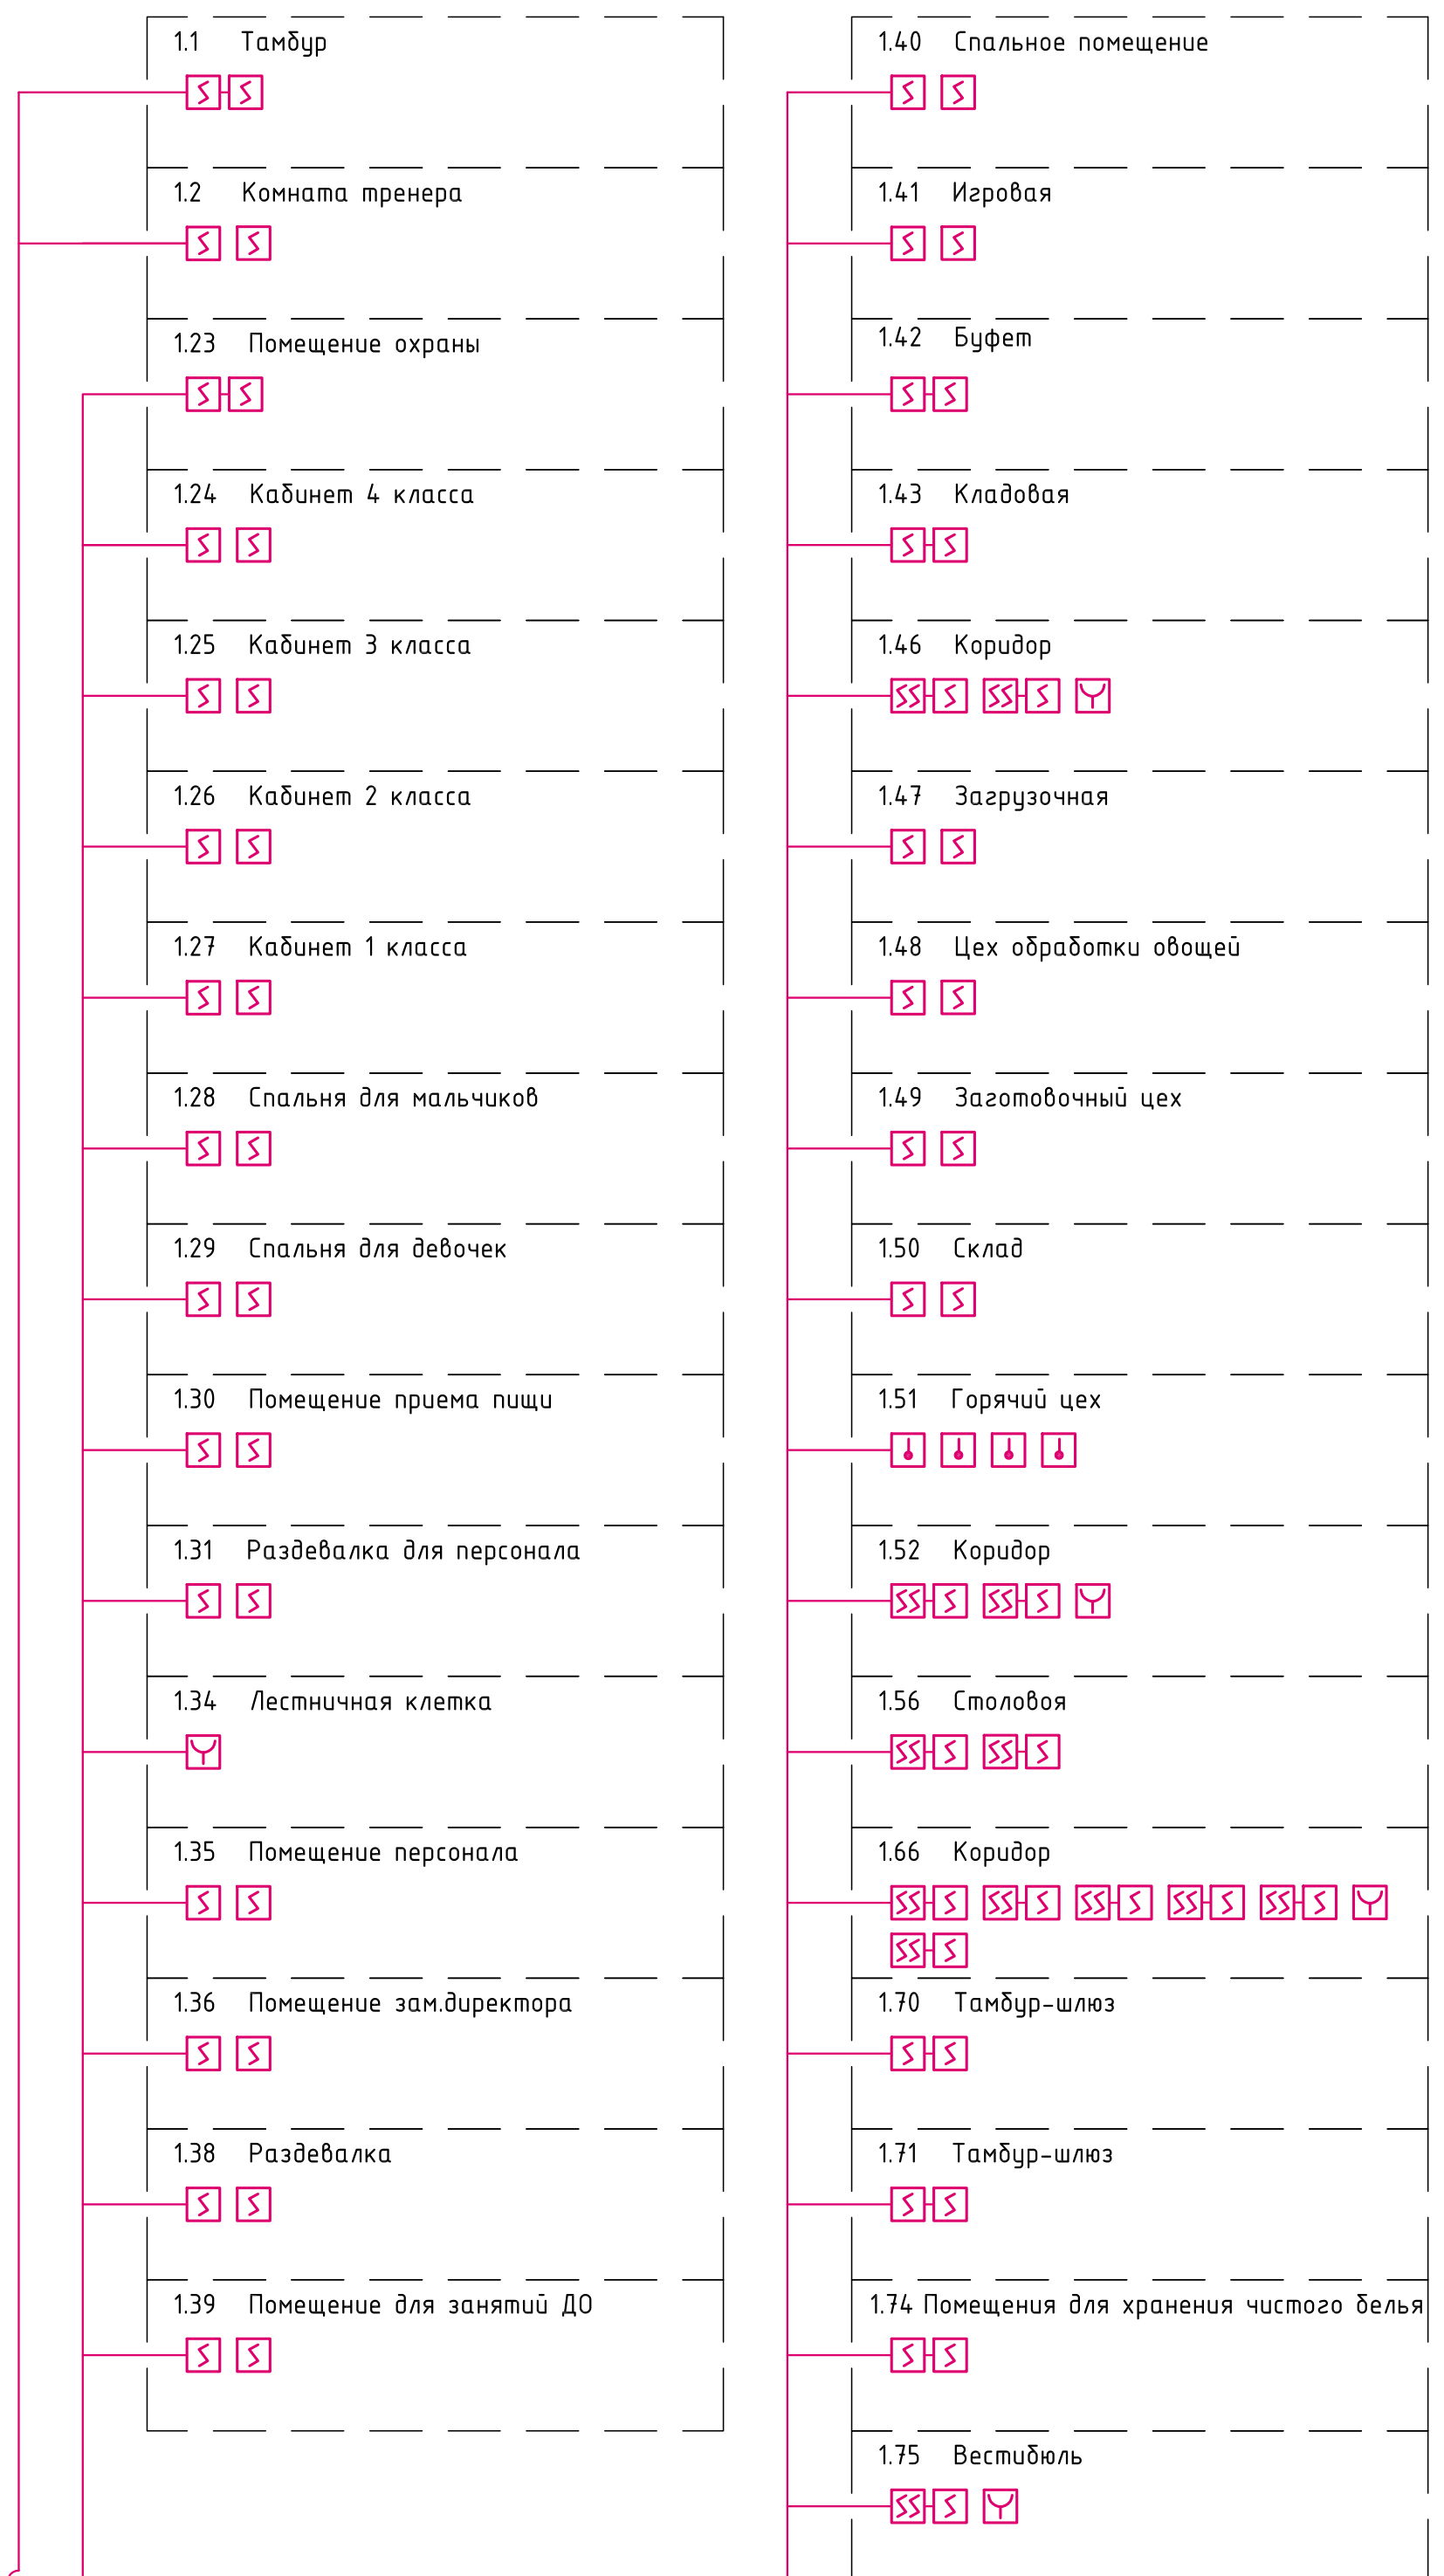 1.1 Тамбур
1.2 Комната тренера
1.23 Помещение охраны
1.24 Кабинет 4 класса
1.25 Кабинет 3 класса
1.26 Кабинет 2 класса
1.27 Кабинет 1 класса
1.28 Спальня для мальчиков
1.29 Спальня для девочек
1.30 Помещение приема пищи
1.31 Раздевалка для персонала
1.34 Лестничная клетка
1.35 Помещение персонала
1.36 Помещение зам.директора
1.38 Раздевалка
1.39 Помещение для занятий ДО
1.40 Спальное помещение
1.41 Игровая
1.42 Буфет
1.43 Кладовая
1.46 Коридор
1.47 Загрузочная
1.48 Цех обработки овощей
1.49 Заготовочный цех
1.50 Склад
1.51 Горячий цех
1.52 Коридор
1.56 Столовоя
1.66 Коридор
1.70 Тамбур-шлюз
1.71 Тамбур-шлюз
1.74 Помещения для хранения чистого белья
1.75 Вестибюль